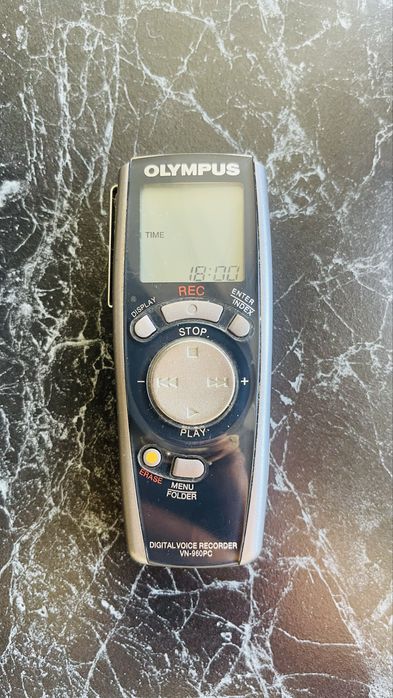 OLYMPUS
TIME
18:00
REC
DISPLAY
ENTER
INDEX
STOP
PLAY
ERASE
MENU
FOLDER
DIGITAL VOICE RECORDER
VN-960PC